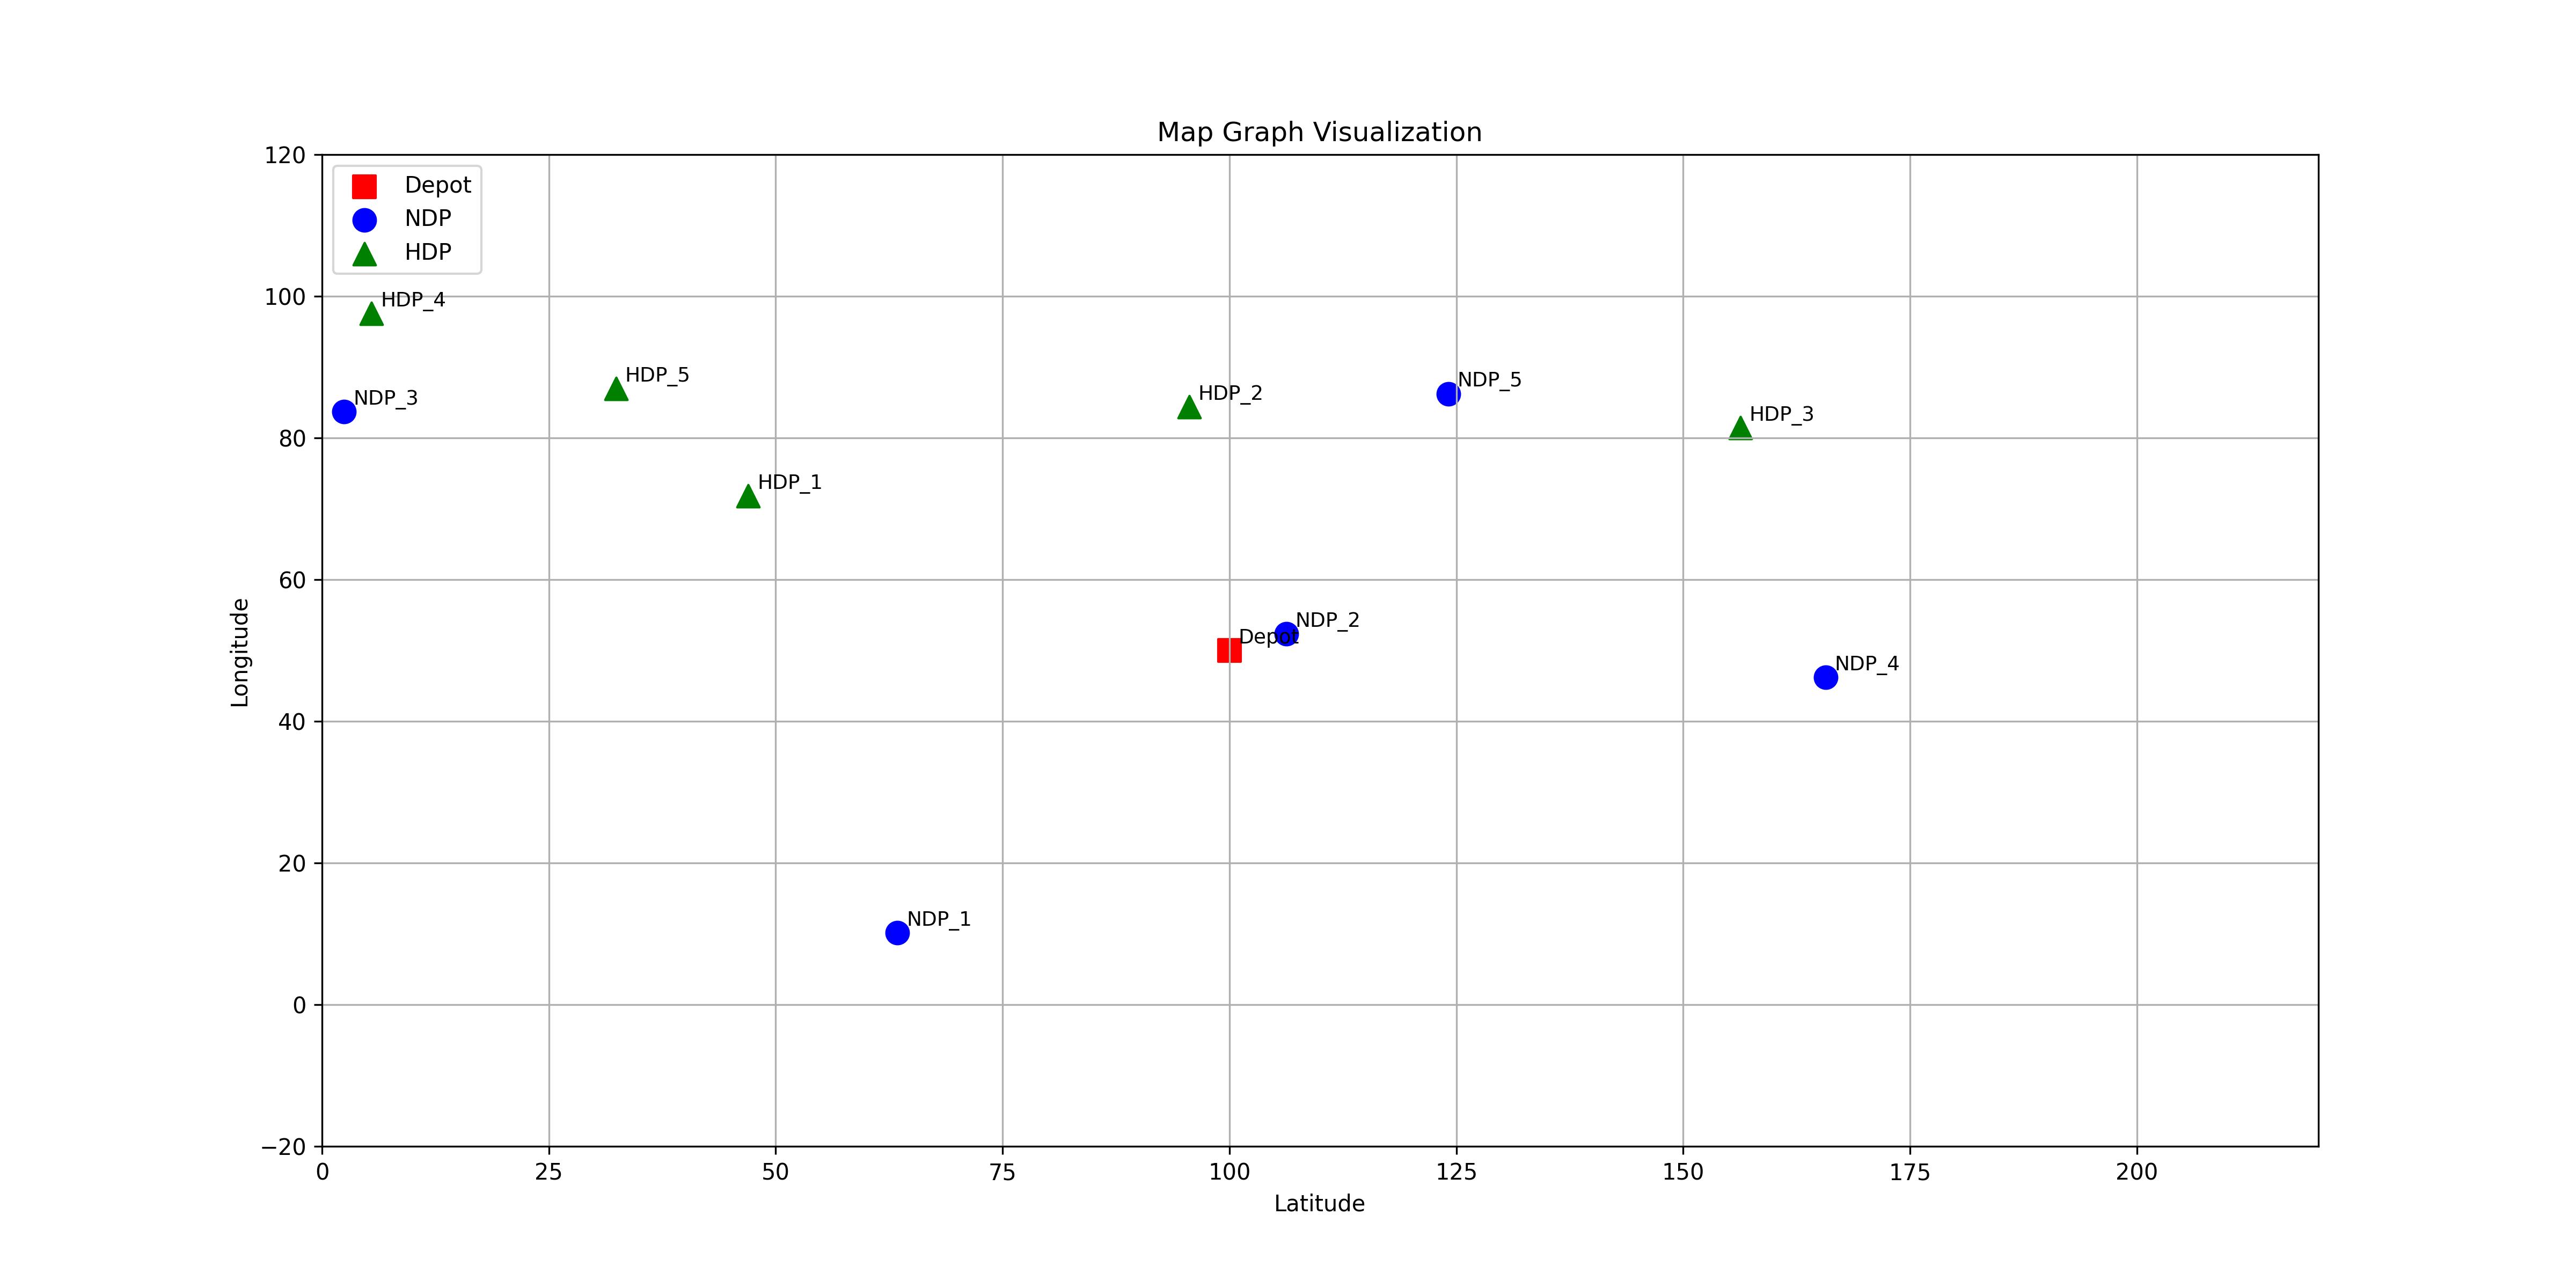 Map Graph Visualization
120
Depot
NDP
HDP
100
HDP_4
HDP_5
NDP_5
HDP_2
NDP_3
HDP_3
80
HDP_1
60
NDP_2
Depot
NDP_4
40
20
NDP_1
0
−20
0 25 50 75 100 125 150 175 200
Latitude
Longitude